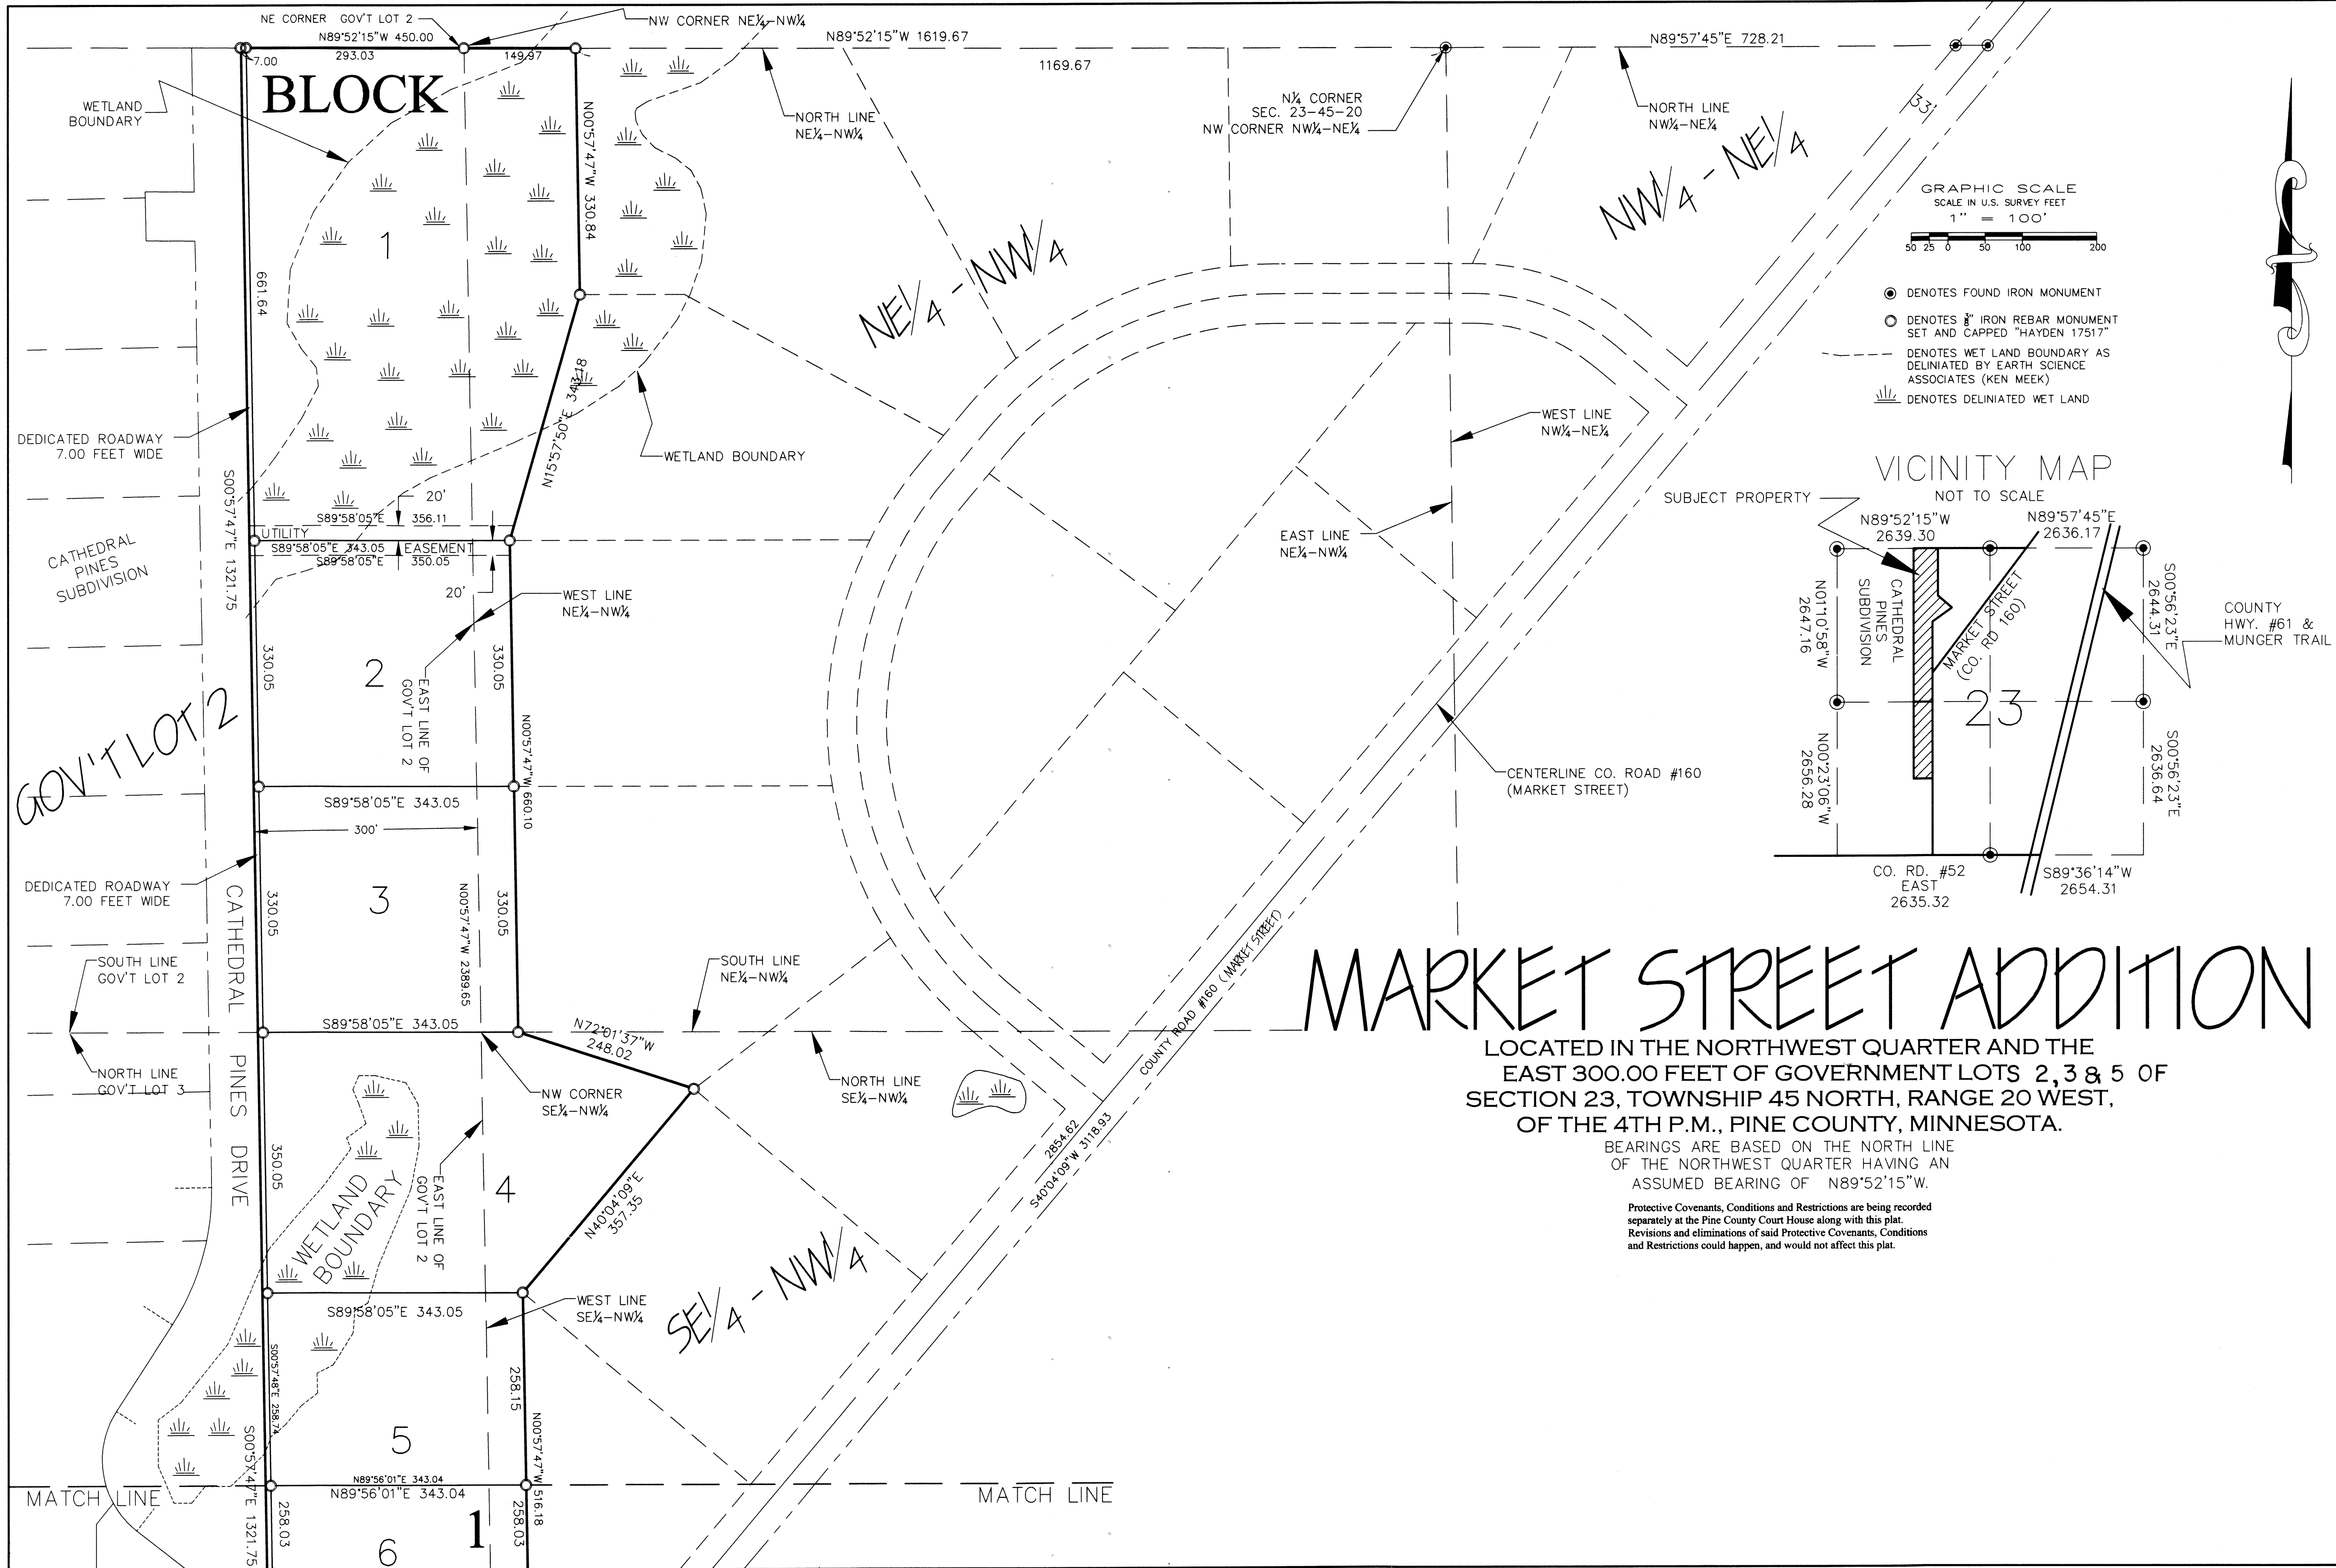 NE CORNER GOV'T LOT 2
NW CORNER NE¼-NW¼
N89°52'15"W 450.00
7.00
293.03
149.97
N89°52'15"W 1619.67
1169.67
N89°57'45"E 728.21
BLOCK
WETLAND
BOUNDARY
NORTH LINE
NE¼-NW¼
N¼ CORNER
SEC. 23-45-20
NW CORNER NW¼-NE¼
NORTH LINE
NW¼-NE¼
33'
N00°57'47"W 330.84
1
661.64
NE1/4 - NW1/4
NW1/4 - NE1/4
GRAPHIC SCALE
SCALE IN U.S. SURVEY FEET
1" = 100'
50 25 0 50 100 200
DENOTES FOUND IRON MONUMENT
DENOTES IRON REBAR MONUMENT
SET AND CAPPED "HAYDEN 17517"
DENOTES WET LAND BOUNDARY AS
DELINIATED BY EARTH SCIENCE
ASSOCIATES (KEN MEEK)
DENOTES DELINIATED WET LAND
N15°57'50"E 343.18
DEDICATED ROADWAY
7.00 FEET WIDE
WETLAND BOUNDARY
WEST LINE
NW¼-NE¼
EAST LINE
NE¼-NW¼
S00°57'47"E 1321.75
20'
S89°58'05"E 356.11
UTILITY
S89°58'05"E 343.05
EASEMENT
S89°58'05"E 350.05
20'
CATHEDRAL
PINES
SUBDIVISION
WEST LINE
NE¼-NW¼
VICINITY MAP
NOT TO SCALE
SUBJECT PROPERTY
N89°52'15"W
2639.30
N89°57'45"E
2636.17
N01°10'58"W
2647.16
CATHEDRAL
PINES
SUBDIVISION
MARKET STREET
(CO. RD 160)
S00°56'23"E
2644.31
COUNTY
HWY. #61 &
MUNGER TRAIL
23
N00°23'06"W
2656.28
S00°56'23"E
2636.64
CO. RD. #52
EAST
2635.32
S89°36'14"W
2654.31
330.05
2
330.05
EAST LINE OF
GOV'T LOT 2
N00°57'47"W 660.10
GOV'T LOT 2
S89°58'05"E 343.05
300'
CENTERLINE CO. ROAD #160
(MARKET STREET)
DEDICATED ROADWAY
7.00 FEET WIDE
330.05
3
N00°57'47"W 2389.65
330.05
CATHEDRAL PINES DRIVE
SOUTH LINE
GOV'T LOT 2
NORTH LINE
GOV'T LOT 3
SOUTH LINE
NE¼-NW¼
S89°58'05"E 343.05
N72°01'37"W
248.02
NW CORNER
SE¼-NW¼
NORTH LINE
SE¼-NW¼
COUNTY ROAD #160 (MARKET STREET)
2854.62
S40°04'09"W 3118.93
MARKET STREET ADDITION
LOCATED IN THE NORTHWEST QUARTER AND THE
EAST 300.00 FEET OF GOVERNMENT LOTS 2,3 & 5 OF
SECTION 23, TOWNSHIP 45 NORTH, RANGE 20 WEST,
OF THE 4TH P.M., PINE COUNTY, MINNESOTA.
BEARINGS ARE BASED ON THE NORTH LINE
OF THE NORTHWEST QUARTER HAVING AN
ASSUMED BEARING OF N89°52'15"W.
Protective Covenants, Conditions and Restrictions are being recorded
separately at the Pine County Court House along with this plat.
Revisions and eliminations of said Protective Covenants, Conditions
and Restrictions could happen, and would not affect this plat.
350.05
WETLAND
BOUNDARY
EAST LINE OF
GOV'T LOT 2
4
N40°04'09"E
357.35
S89°58'05"E 343.05
WEST LINE
SE¼-NW¼
SE1/4 - NW1/4
S00°57'48"E 258.74
258.15
5
N00°57'47"W 516.18
S00°57'47"E 1321.75
N89°56'01"E 343.04
N89°56'01"E 343.04
MATCH LINE
MATCH LINE
258.03
1
258.03
6